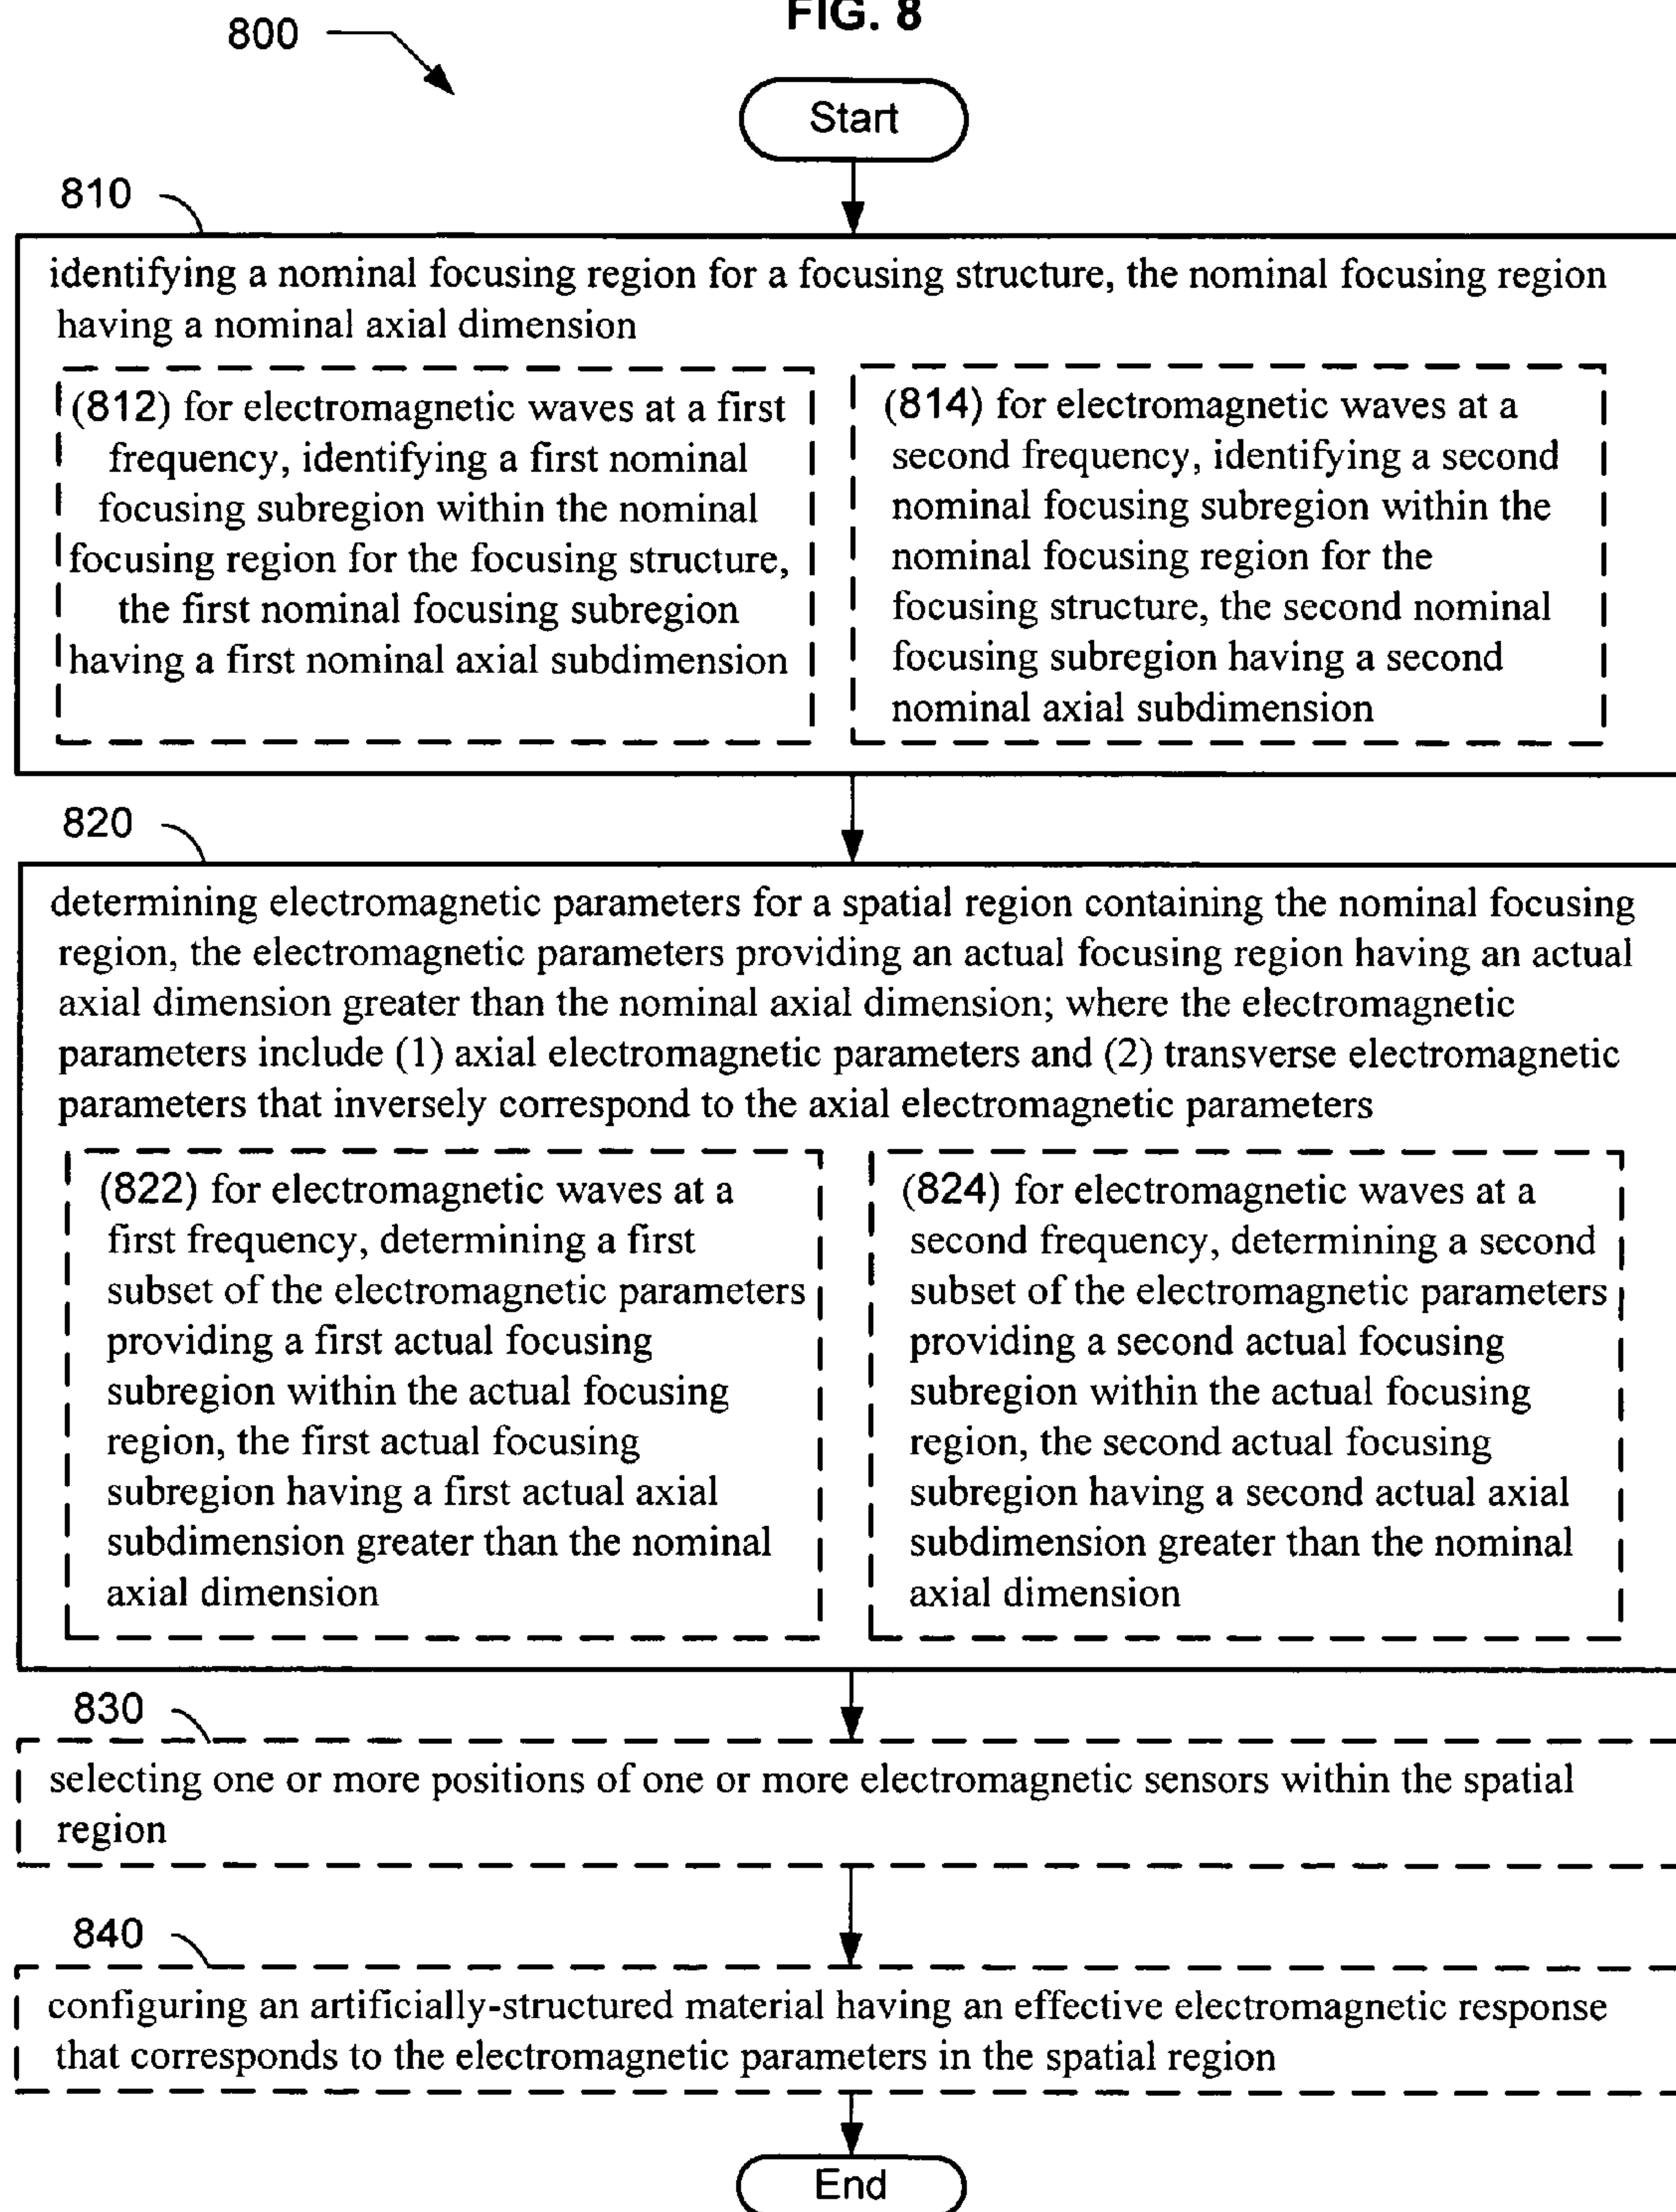 FIG. 8
800
Start
810
identifying a nominal focusing region for a focusing structure, the nominal focusing region
having a nominal axial dimension
(812) for electromagnetic waves at a first
frequency, identifying a first nominal
focusing subregion within the nominal
focusing region for the focusing structure,
the first nominal focusing subregion
having a first nominal axial subdimension
(814) for electromagnetic waves at a
second frequency, identifying a second
nominal focusing subregion within the
nominal focusing region for the
focusing structure, the second nominal
focusing subregion having a second
nominal axial subdimension
820
determining electromagnetic parameters for a spatial region containing the nominal focusing
region, the electromagnetic parameters providing an actual focusing region having an actual
axial dimension greater than the nominal axial dimension; where the electromagnetic
parameters include (1) axial electromagnetic parameters and (2) transverse electromagnetic
parameters that inversely correspond to the axial electromagnetic parameters
(822) for electromagnetic waves at a
first frequency, determining a first
subset of the electromagnetic parameters
providing a first actual focusing
subregion within the actual focusing
region, the first actual focusing
subregion having a first actual axial
subdimension greater than the nominal
axial dimension
(824) for electromagnetic waves at a
second frequency, determining a second
subset of the electromagnetic parameters
providing a second actual focusing
subregion within the actual focusing
region, the second actual focusing
subregion having a second actual axial
subdimension greater than the nominal
axial dimension
830
selecting one or more positions of one or more electromagnetic sensors within the spatial
region
840
configuring an artificially-structured material having an effective electromagnetic response
that corresponds to the electromagnetic parameters in the spatial region
End